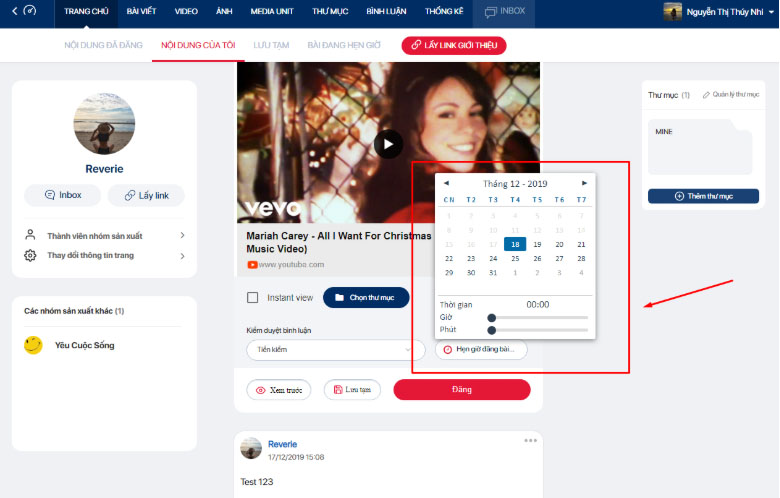 TRANG CHỦ BÀI VIẾT VIDEO ẢNH MEDIA UNIT THƯ MỤC BÌNH LUẬN THỐNG KÊ INBOX Nguyễn Thị Thúy Nhi
NỘI DUNG ĐÃ ĐĂNG NỘI DUNG CỦA TÔI LƯU TẠM BÀI ĐANG HẸN GIỜ LẤY LINK GIỚI THIỆU
Reverie
Inbox Lấy link
Thành viên nhóm sản xuất
Thay đổi thông tin trang
Các nhóm sản xuất khác (1)
Yêu Cuộc Sống
vevo
Mariah Carey - All I Want For Christmas
Music Video)
www.youtube.com
Instant view Chọn thư mục
Kiểm duyệt bình luận
Tiền kiểm
Hẹn giờ đăng bài...
Xem trước Lưu tạm Đăng
Tháng 12 - 2019
CN T2 T3 T4 T5 T6 T7
1 2 3 4 5 6 7
8 9 10 11 12 13 14
15 16 17 18 19 20 21
22 23 24 25 26 27 28
29 30 31 1 2 3 4
Thời gian 00:00
Giờ
Phút
Reverie
17/12/2019 15:08
Test 123
Thư mục (1) Quản lý thư mục
MINE
Thêm thư mục